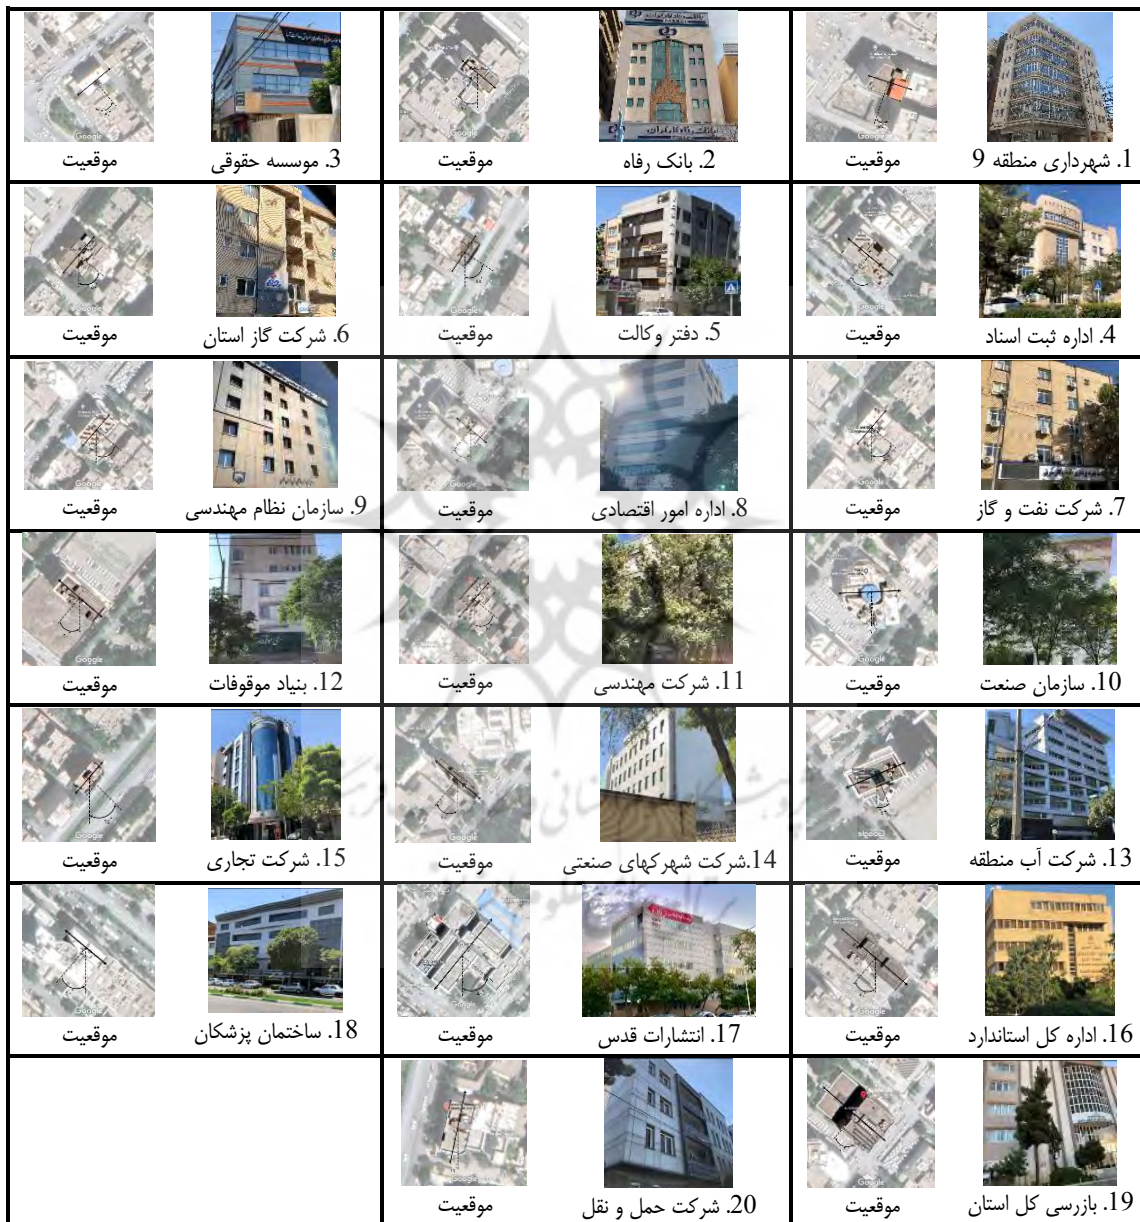 1. شهرداری منطقه 9
موقعیت
2. بانک رفاه
موقعیت
3. موسسه حقوقی
موقعیت
4. اداره ثبت اسناد
موقعیت
5. دفتر وکالت
موقعیت
6. شرکت گاز استان
موقعیت
7. شرکت نفت و گاز
موقعیت
8. اداره امور اقتصادی
موقعیت
9. سازمان نظام مهندسی
موقعیت
10. سازمان صنعت
موقعیت
11. شرکت مهندسی
موقعیت
12. بنیاد موقوفات
موقعیت
13. شرکت آب منطقه
موقعیت
14.شرکت شهرکهای صنعتی
موقعیت
15. شرکت تجاری
موقعیت
16. اداره کل استاندارد
موقعیت
17. انتشارات قدس
موقعیت
18. ساختمان پزشکان
موقعیت
19. بازرسی کل استان
موقعیت
20. شرکت حمل و نقل
موقعیت